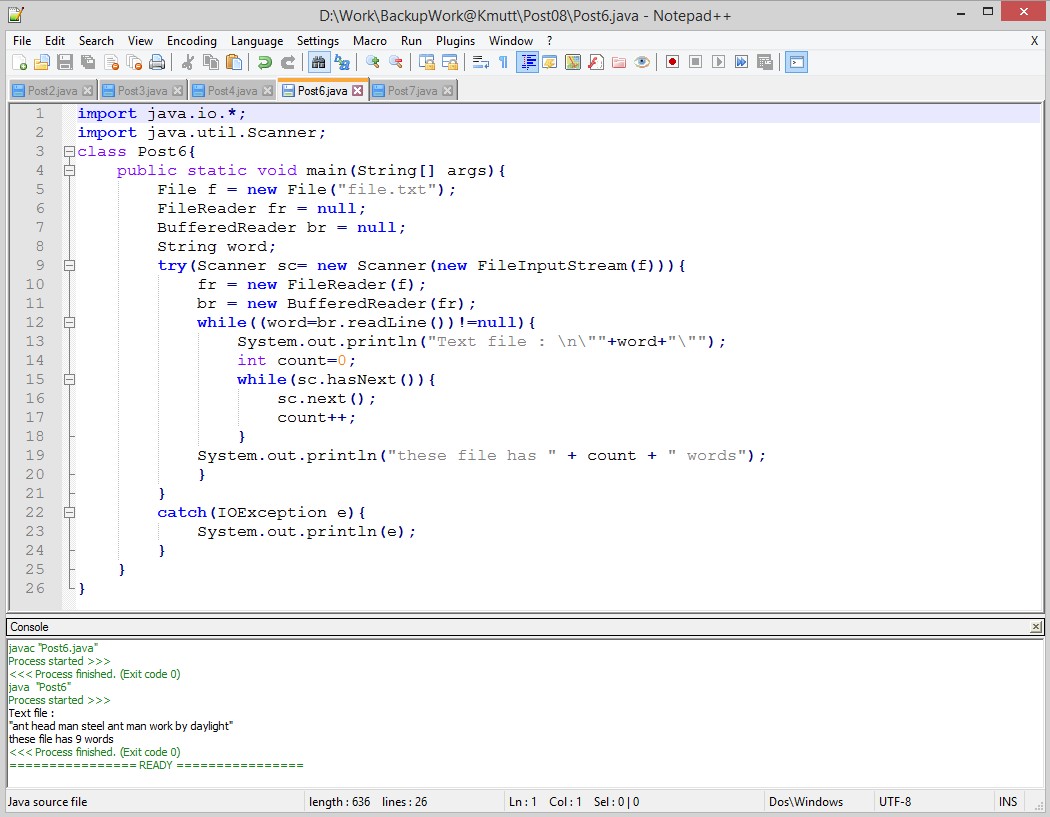 D:\Work\BackupWork@Kmutt\Post08\Post6.java - Notepad++
File Edit Search View Encoding Language Settings Macro Run Plugins Window ? X
Post2.java Post3.java Post4.java Post6.java Post7.java
1 import java.io.*;
2 import java.util.Scanner;
3 class Post6{
4 public static void main(String[] args){
5 File f = new File("file.txt");
6 FileReader fr = null;
7 BufferedReader br = null;
8 String word;
9 try(Scanner sc= new Scanner(new FileInputStream(f))){
10 fr = new FileReader(f);
11 br = new BufferedReader(fr);
12 while((word=br.readLine())!=null){
13 System.out.println("Text file : \n\""+word+"\"");
14 int count=0;
15 while(sc.hasNext()){
16 sc.next();
17 count++;
18 }
19 System.out.println("these file has " + count + " words");
20 }
21 }
22 catch(IOException e){
23 System.out.println(e);
24 }
25 }
26 }
Console
javac "Post6.java"
Process started >>>
<<< Process finished. (Exit code 0)
java "Post6"
Process started >>>
Text file :
"ant head man steel ant man work by daylight"
these file has 9 words
<<< Process finished. (Exit code 0)
================ READY ================
Java source file length : 636 lines : 26 Ln : 1 Col : 1 Sel : 0 | 0 Dos\Windows UTF-8 INS